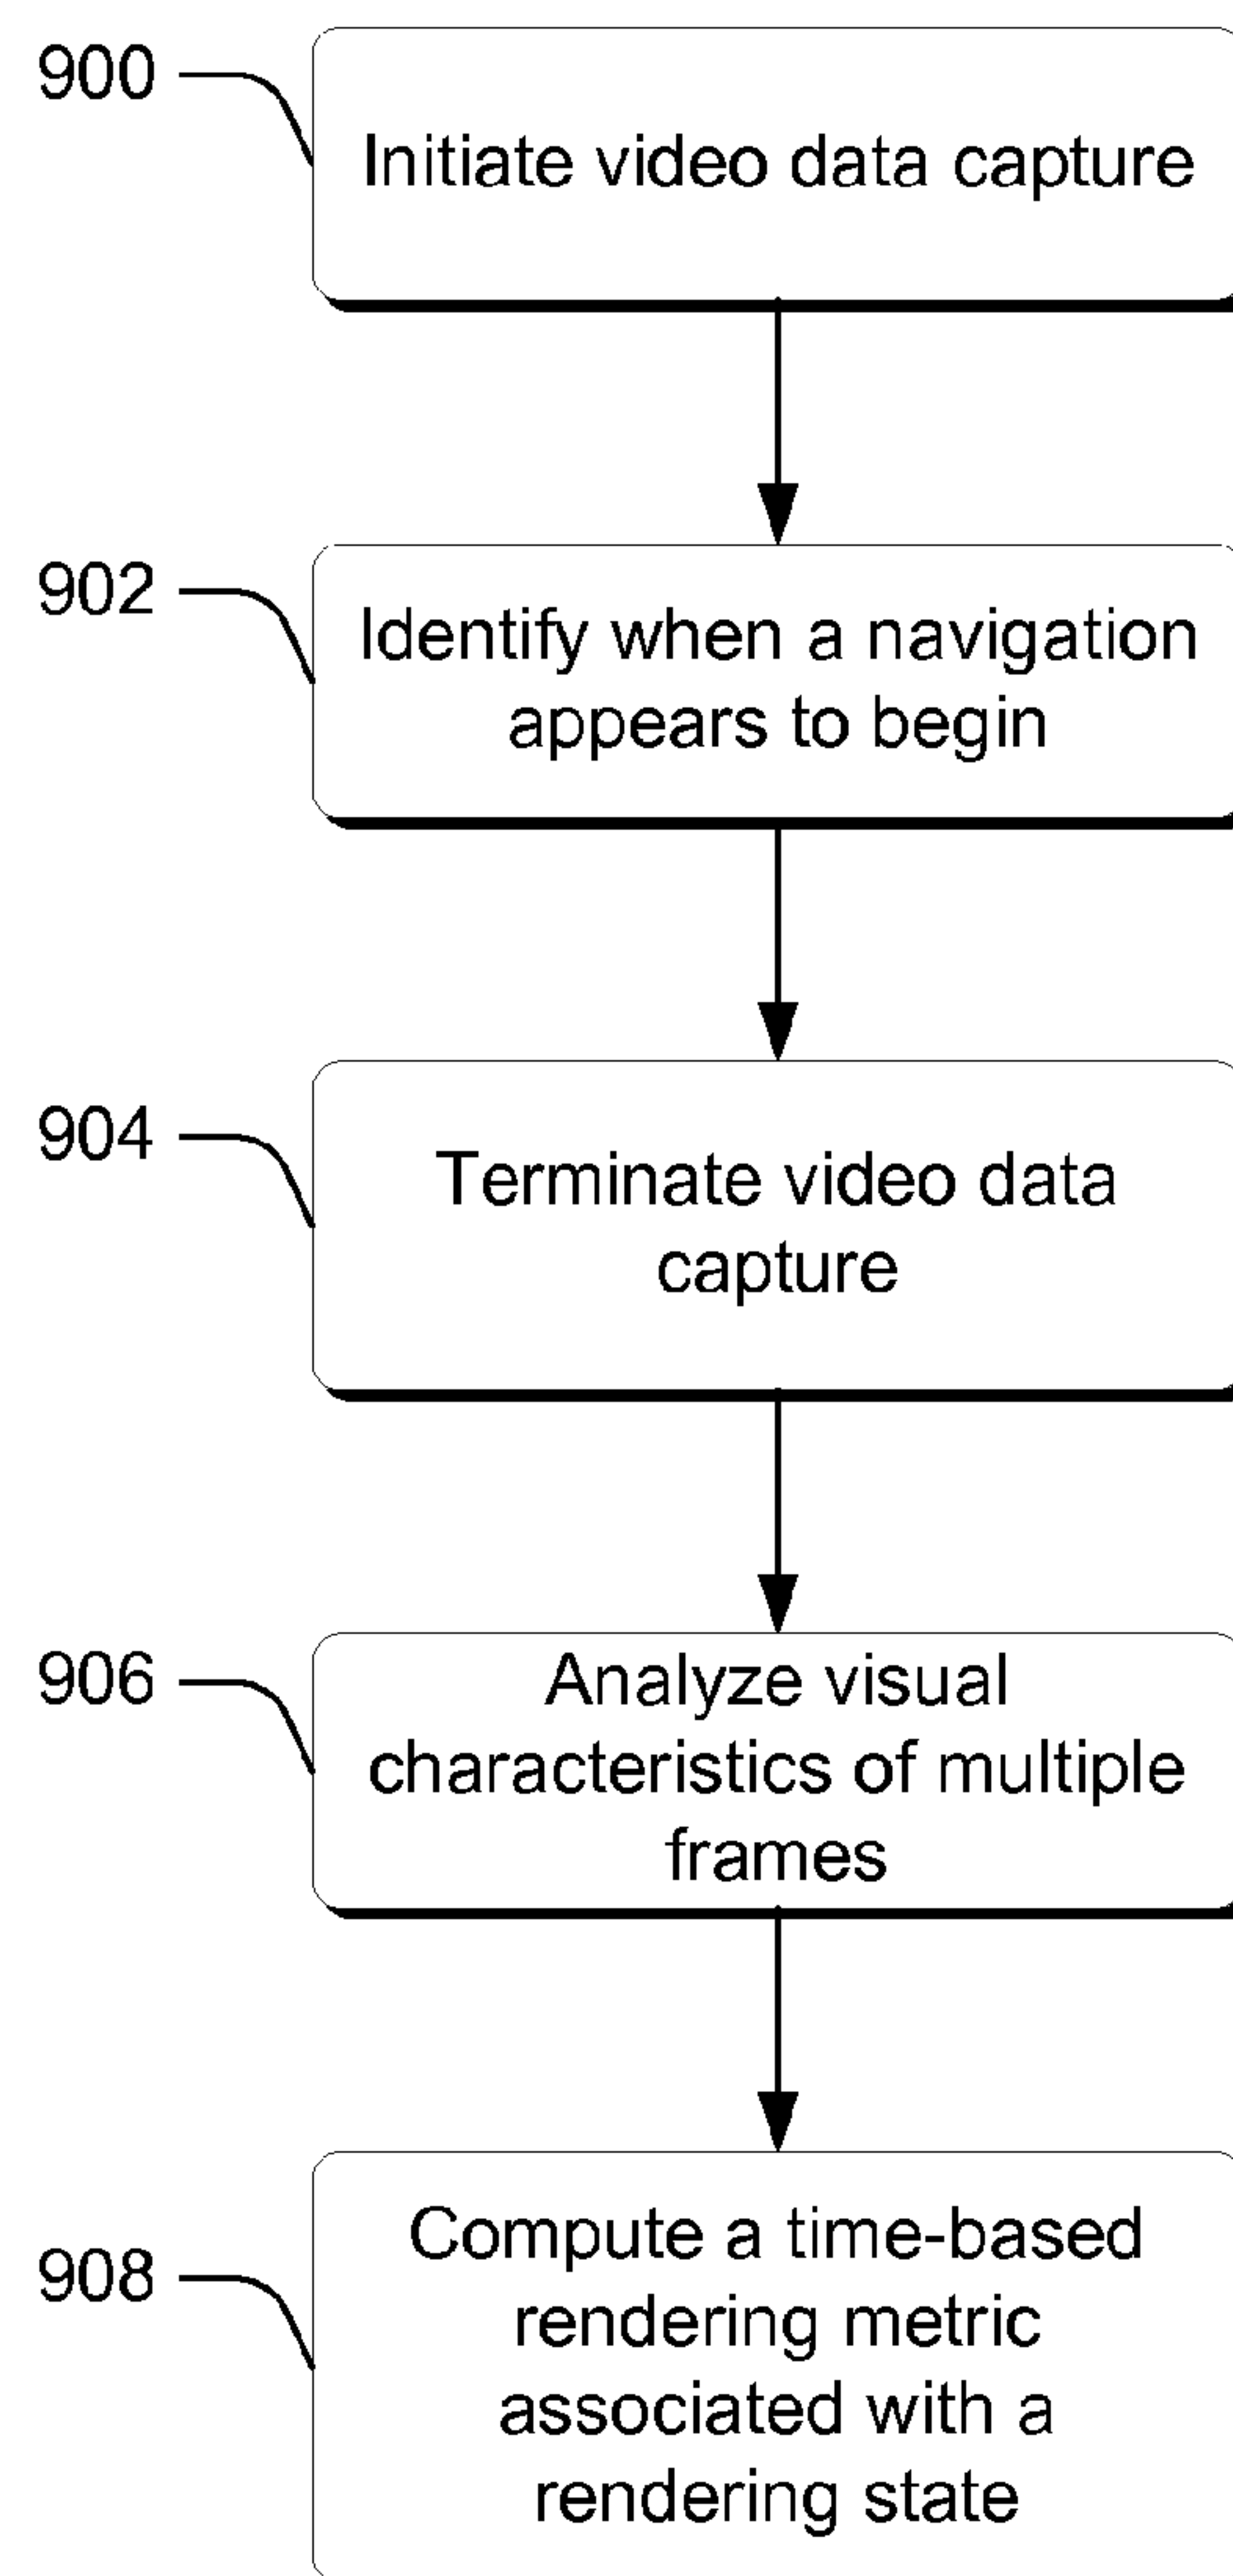 900
Initiate video data capture
902
Identify when a navigation
appears to begin
904
Terminate video data
capture
906
Analyze visual
characteristics of multiple
frames
908
Compute a time-based
rendering metric
associated with a
rendering state